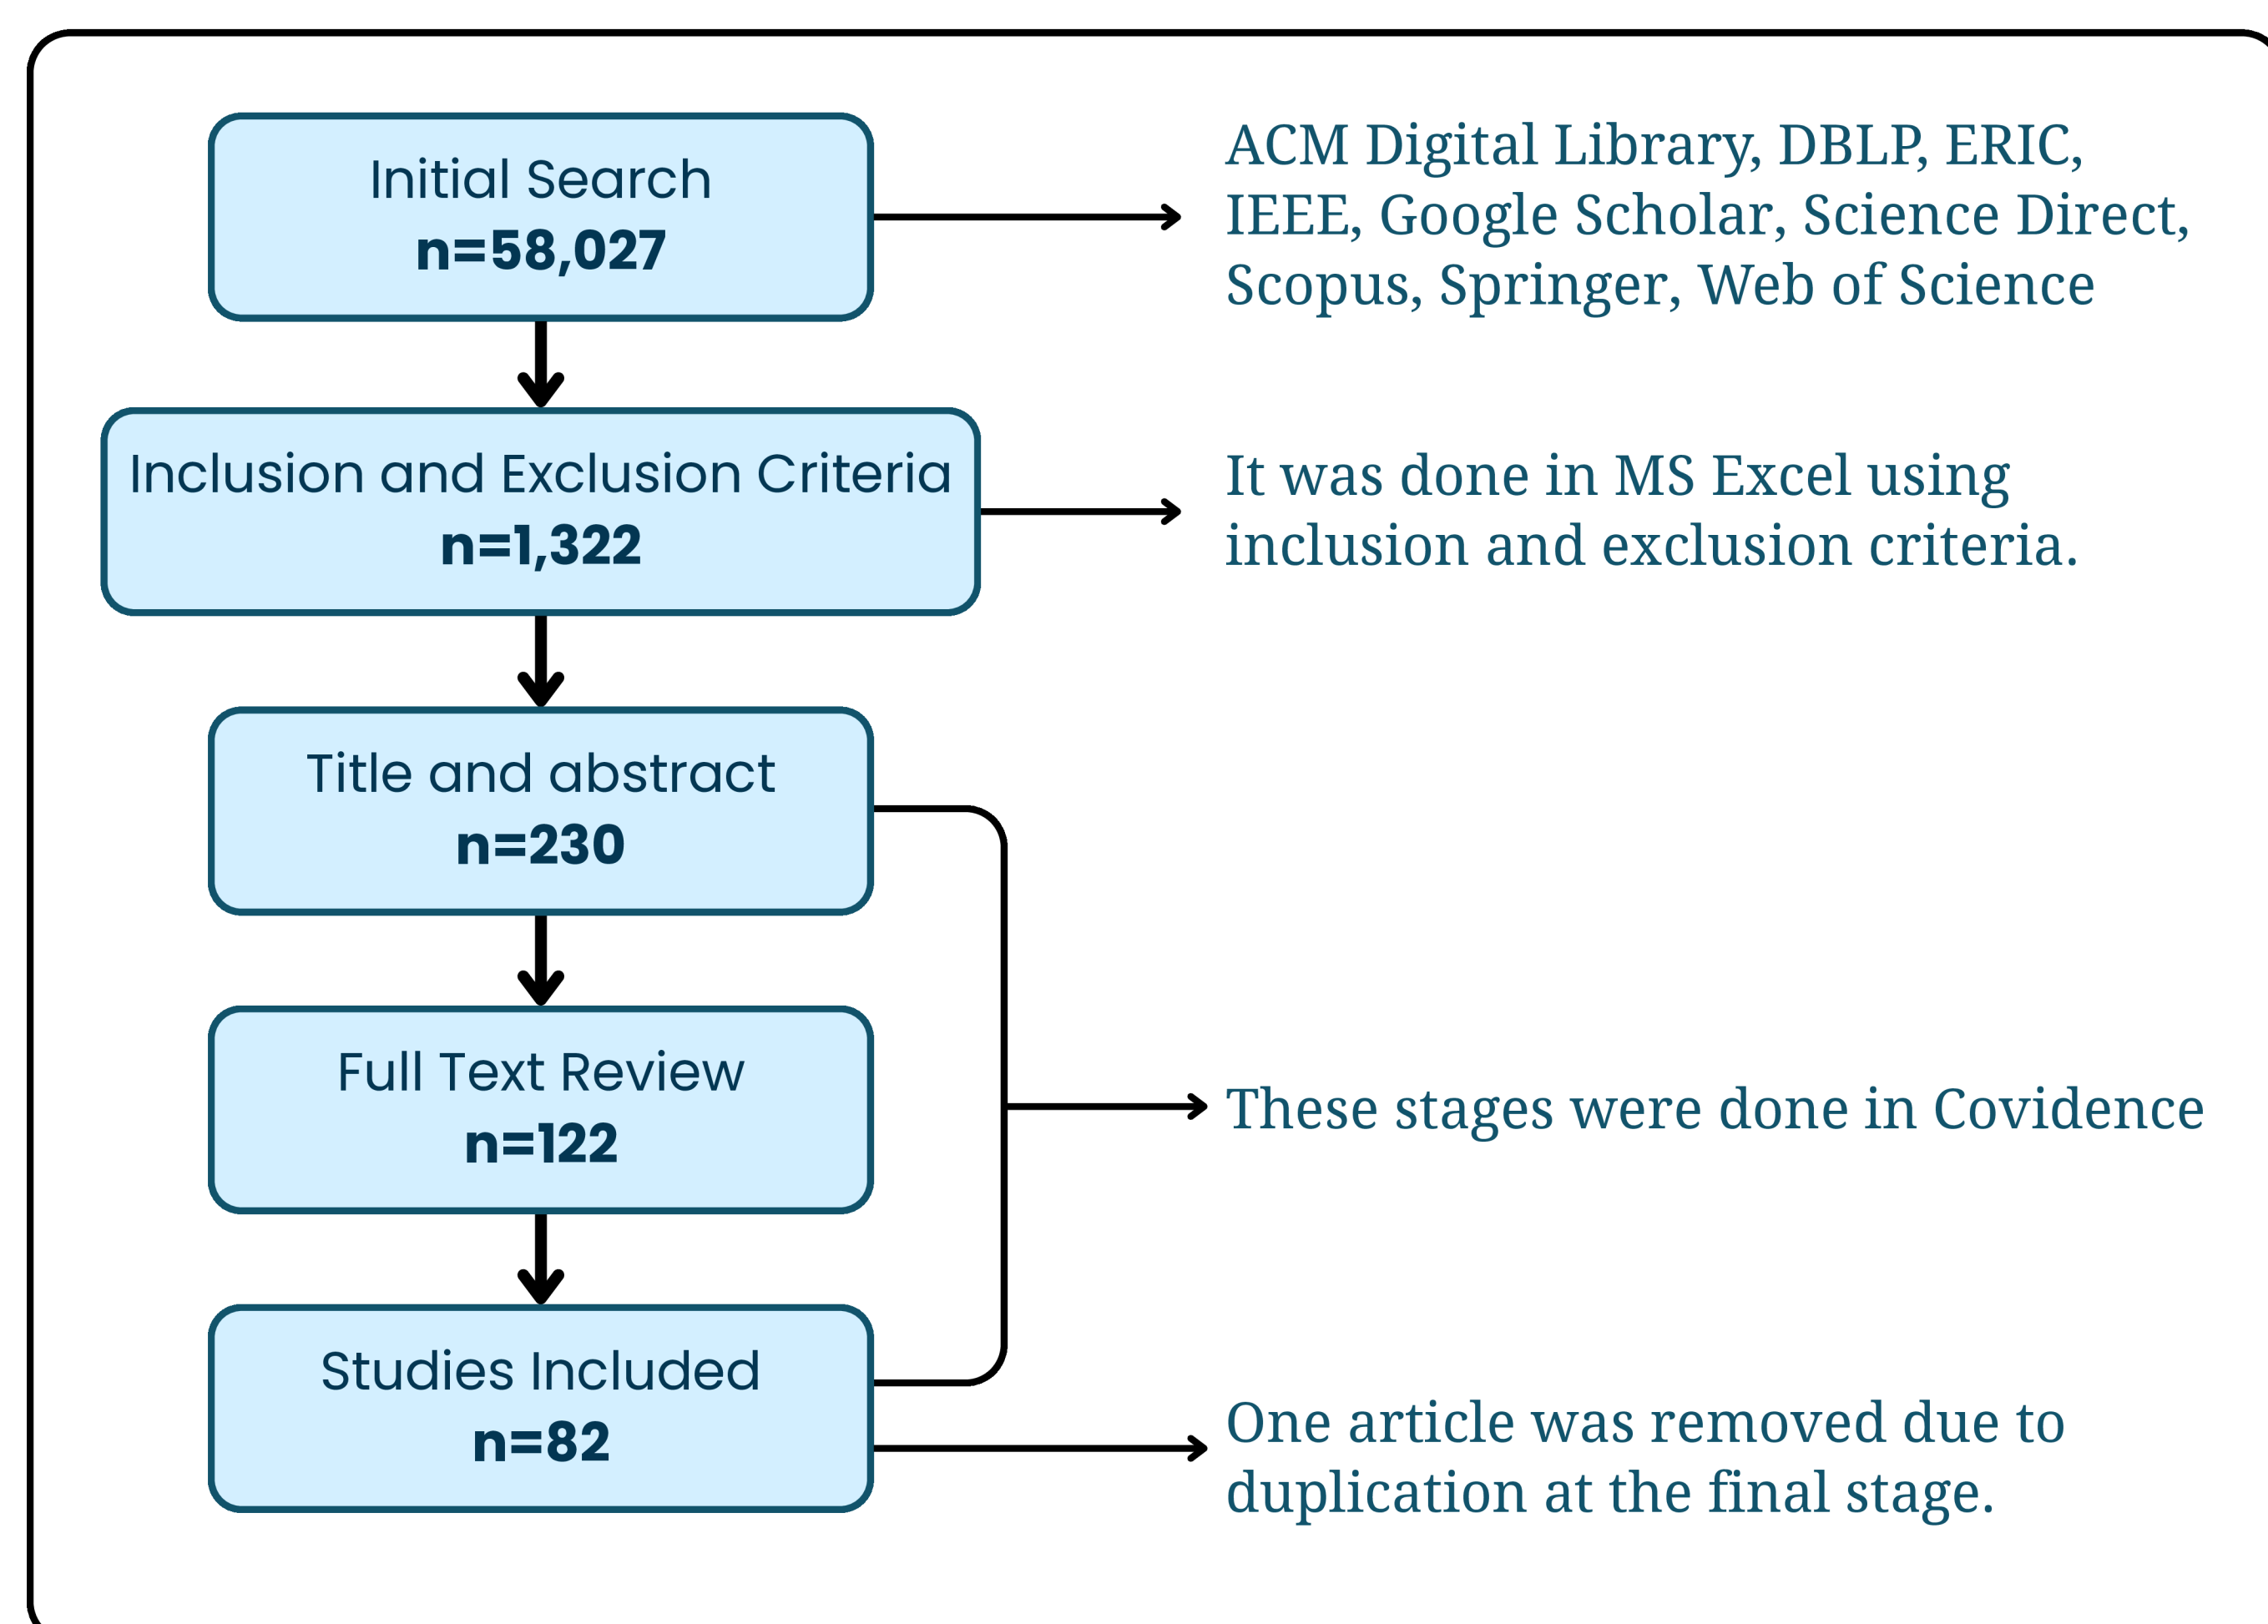 Initial Search
n=58,027
ACM Digital Library, DBLP, ERIC,
IEEE, Google Scholar, Science Direct,
Scopus, Springer, Web of Science
Inclusion and Exclusion Criteria
n=1,322
It was done in MS Excel using
inclusion and exclusion criteria.
Title and abstract
n=230
Full Text Review
n=122
These stages were done in Covidence
Studies Included
n=82
One article was removed due to
duplication at the final stage.